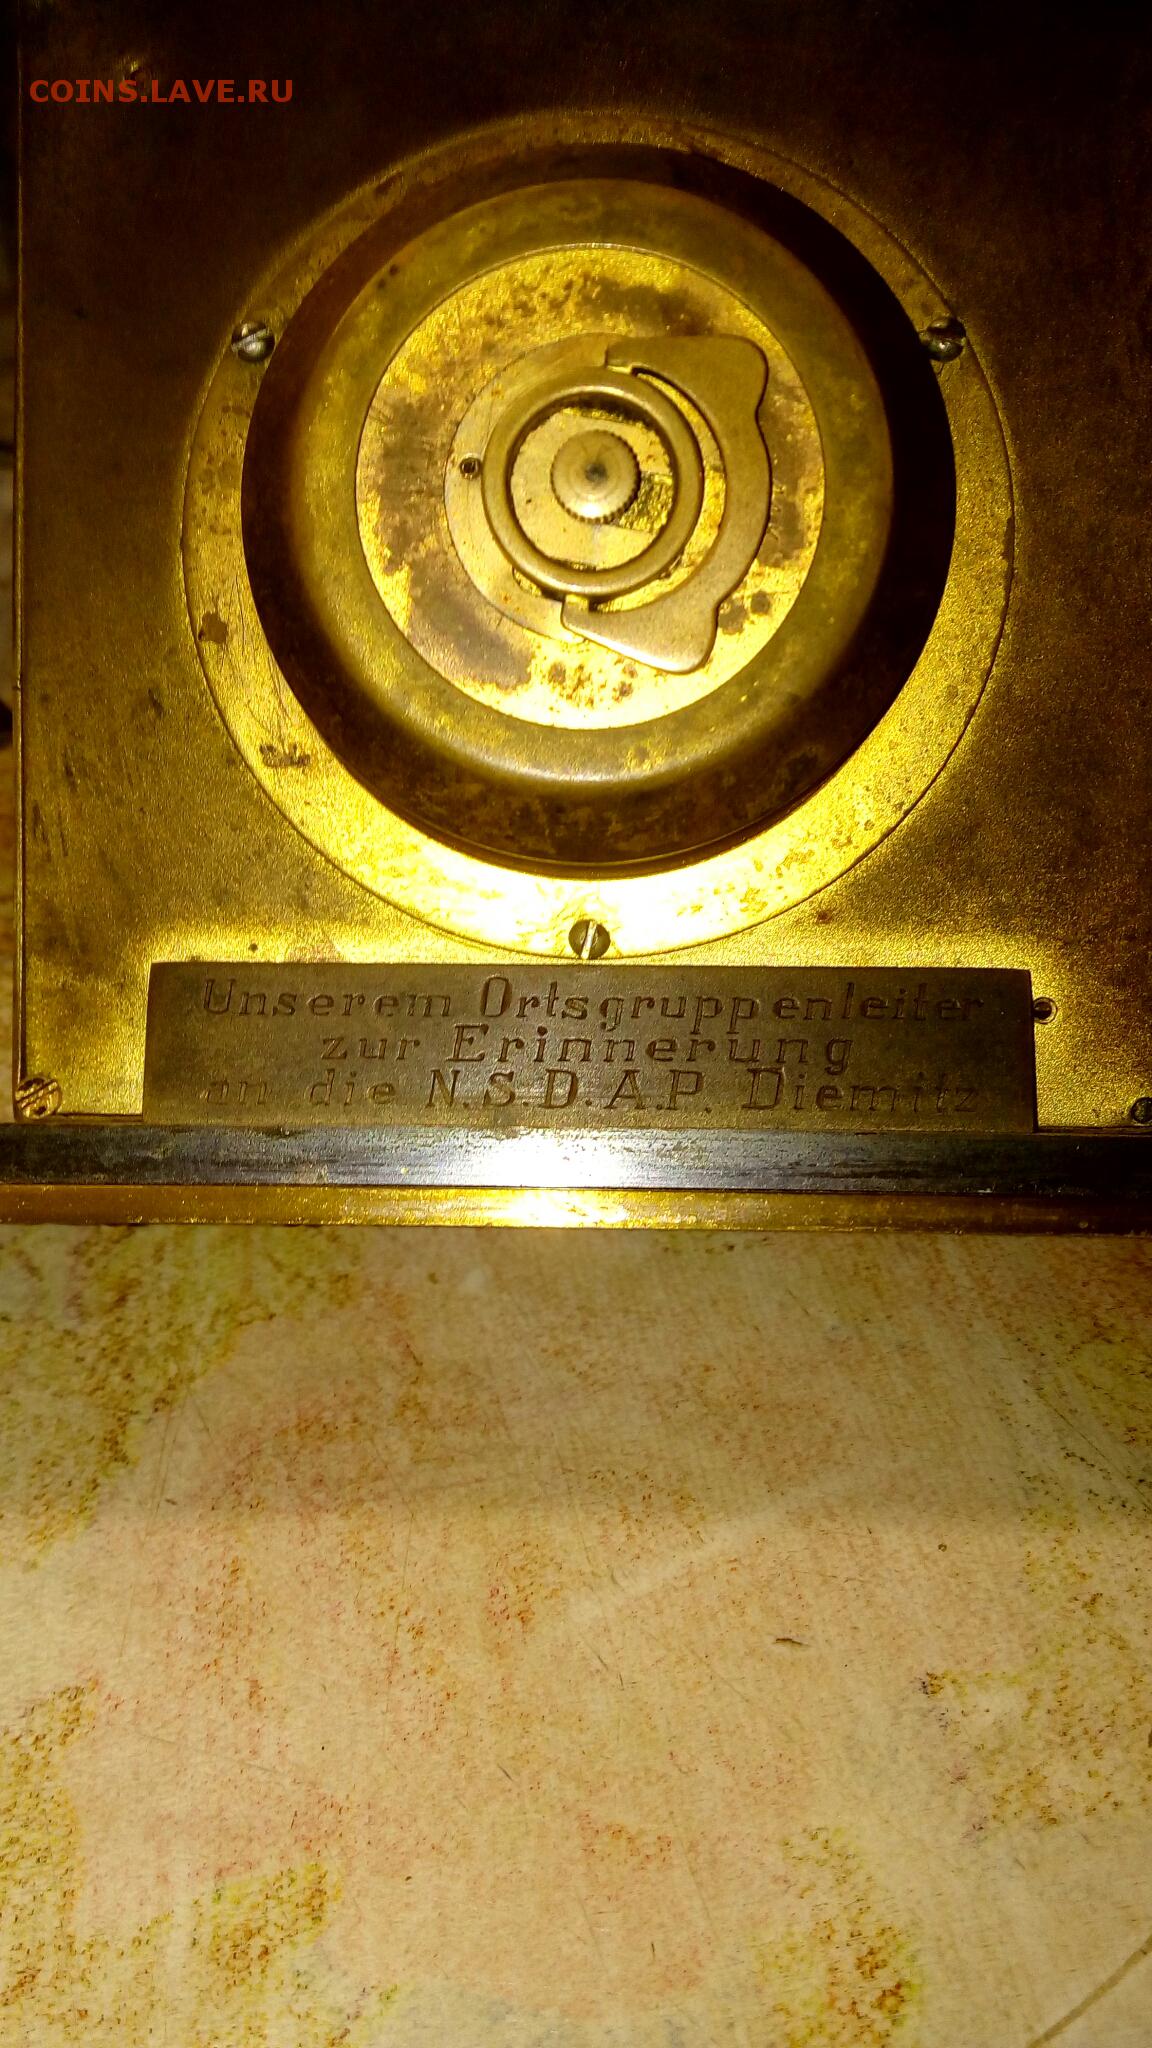 COINS.LAVE.RU
Unserem Ortsgruppenleiter
zur Erinnerung
an die N.S.D.A.P. Diemitz